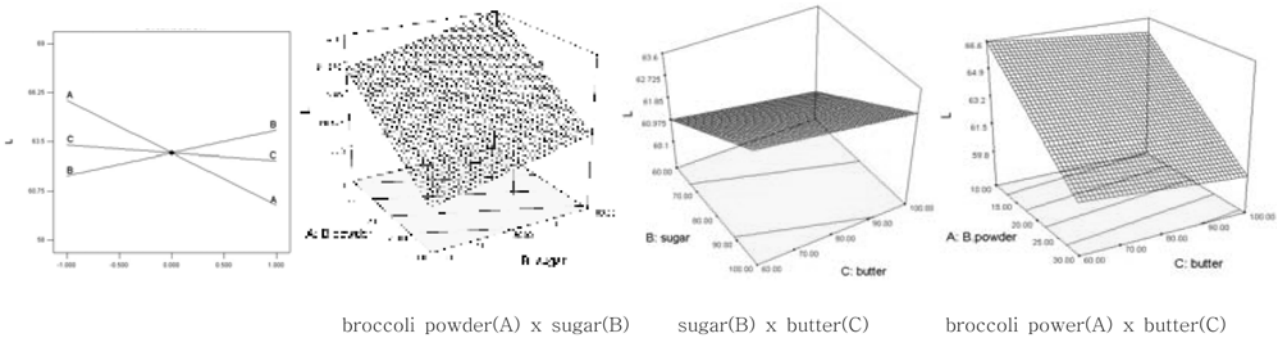 69
66.25
63.5
60.75
58
L
A
C
B
B
C
A
-1.000
-0.500
0.000
0.500
1.000
L
A: B.powder
B: sugar
63.6
62.725
61.85
60.975
60.1
L
60.00
70.00
80.00
90.00
100.00
B: sugar
60.00
70.00
80.00
90.00
100.00
C: butter
66.6
64.9
63.2
61.5
59.8
L
10.00
15.00
20.00
25.00
30.00
A: B.powder
60.00
70.00
80.00
90.00
100.00
C: butter
broccoli powder(A) x sugar(B)
sugar(B) x butter(C)
broccoli power(A) x butter(C)